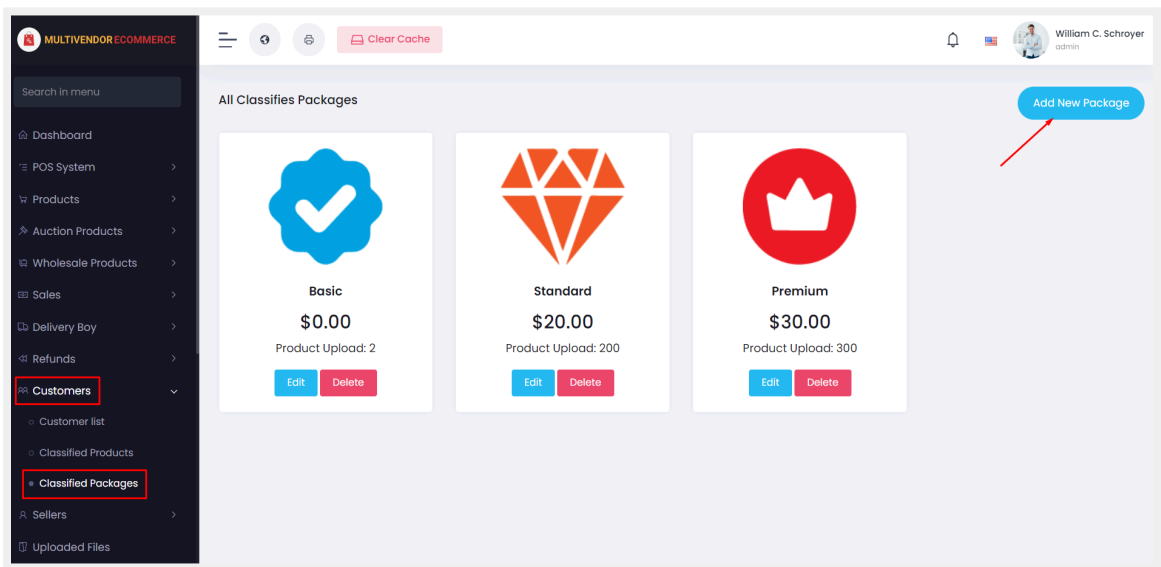 MULTIVENDOR ECOMMERCE
Clear Cache
William C. Schroyer
admin
Search in menu
Dashboard
POS System
Products
Auction Products
Wholesale Products
Sales
Delivery Boy
Refunds
Customers
Customer list
Classified Products
Classified Packages
Sellers
Uploaded Files
All Classifies Packages
Add New Package
Basic
$0.00
Product Upload: 2
Edit Delete
Standard
$20.00
Product Upload: 200
Edit Delete
Premium
$30.00
Product Upload: 300
Edit Delete